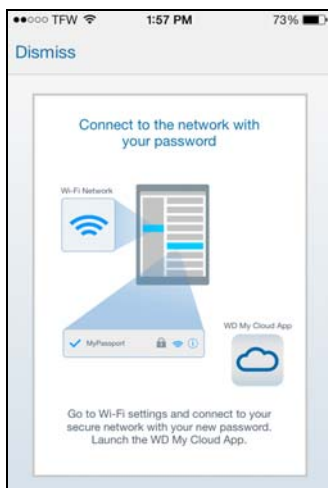 TFW 1:57 PM 73%
Dismiss
Connect to the network with
your password
Wi-Fi Network
MyPassport
WD My Cloud App
Go to Wi-Fi settings and connect to your
secure network with your new password.
Launch the WD My Cloud App.